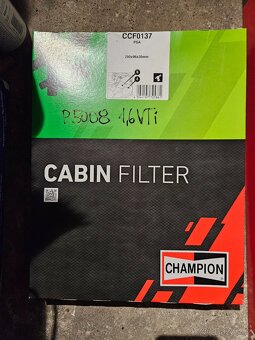 CCF0137
PSA
P5008 1,6VTi
CABIN FILTER
CHAMPION